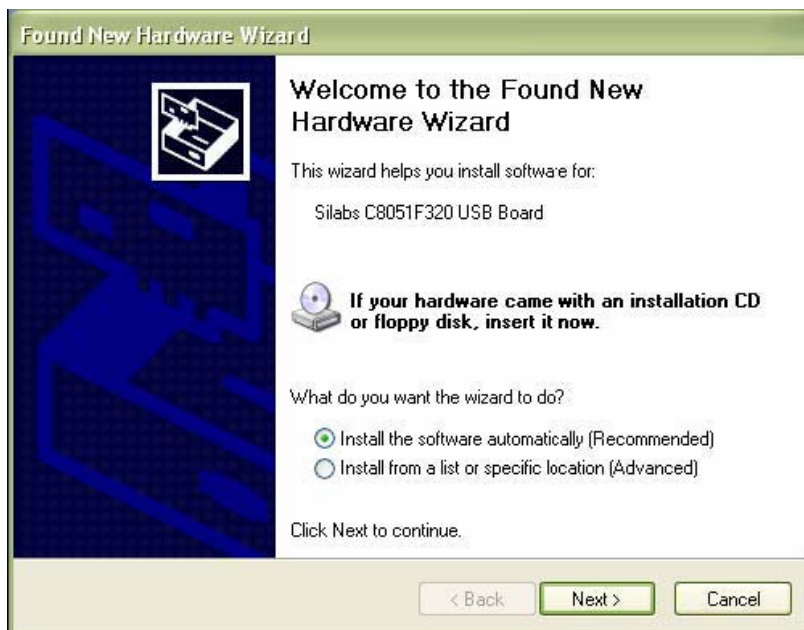 Found New Hardware Wizard
Welcome to the Found New
Hardware Wizard
This wizard helps you install software for:
Silabs C8051F320 USB Board
If your hardware came with an installation CD
or floppy disk, insert it now.
What do you want the wizard to do?
Install the software automatically (Recommended)
Install from a list or specific location (Advanced)
Click Next to continue.
< Back Next > Cancel